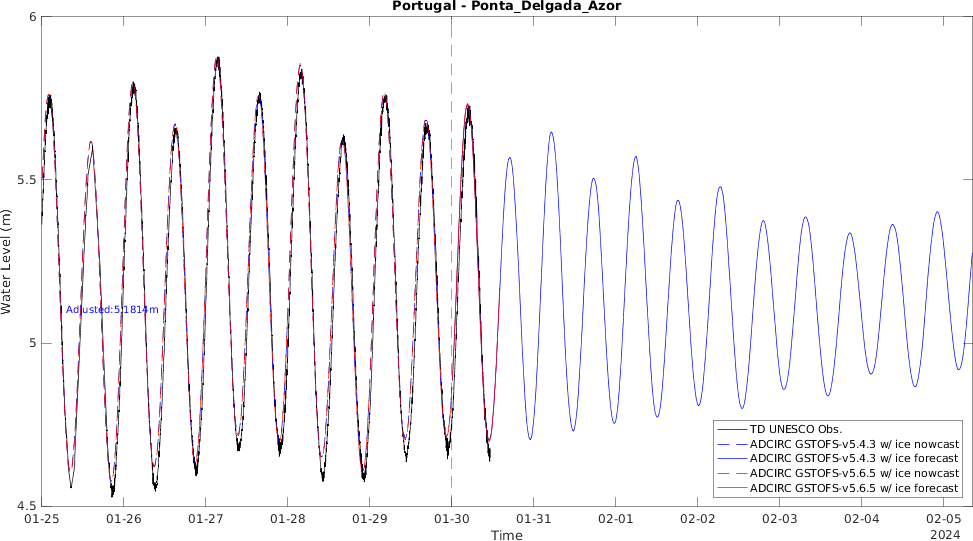 Portugal - Ponta_Delgada_Azor
6
5.5
5
4.5
Water Level (m)
Adjusted:5.1814m
TD UNESCO Obs.
ADCIRC GSTOFS-v5.4.3 w/ ice nowcast
ADCIRC GSTOFS-v5.4.3 w/ ice forecast
ADCIRC GSTOFS-v5.6.5 w/ ice nowcast
ADCIRC GSTOFS-v5.6.5 w/ ice forecast
01-25 01-26 01-27 01-28 01-29 01-30 01-31 02-01 02-02 02-03 02-04 02-05
Time 2024